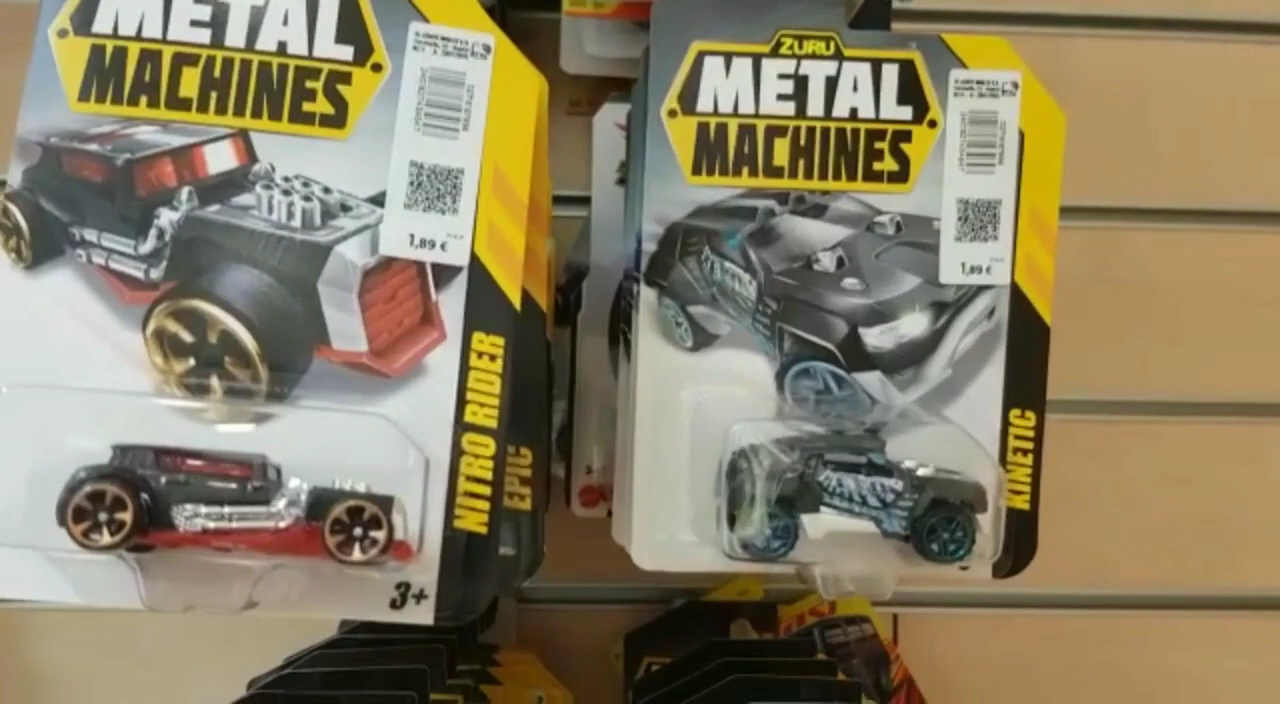 METAL
MACHINES
1,89 €
NITRO RIDER
EPIC
3+
ZURU
METAL
MACHINES
1,89 €
KINETIC